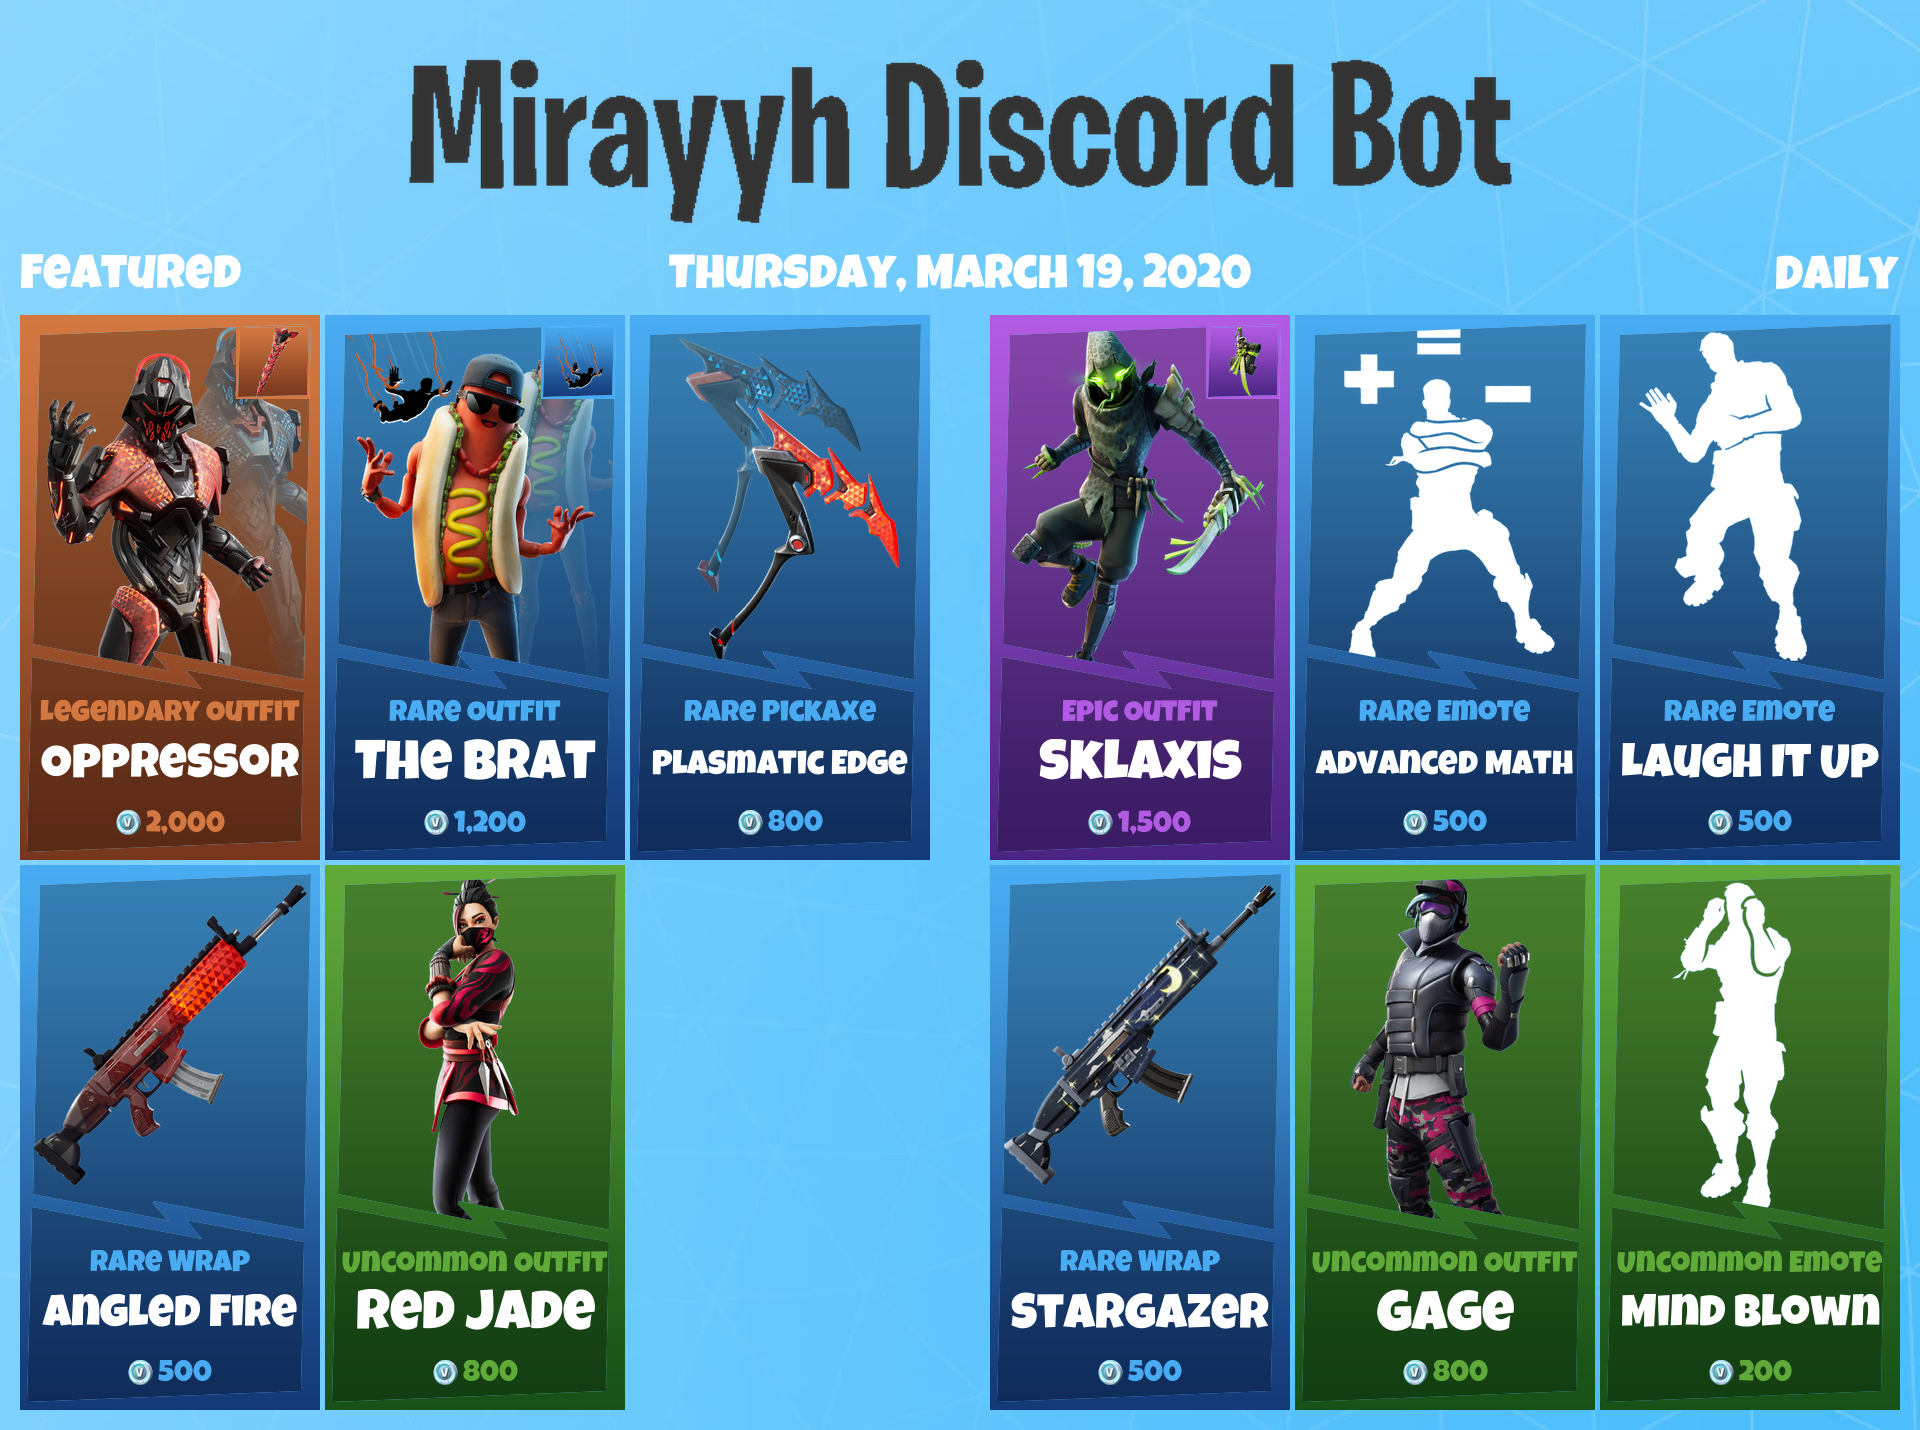 Mirayyh Discord Bot
FEATURED
THURSDAY, MARCH 19, 2020
DAILY
LEGENDARY OUTFIT
OPPRESSOR
2,000
RARE OUTFIT
THE BRAT
1,200
RARE PICKAXE
PLASMATIC EDGE
800
EPIC OUTFIT
SKLAXIS
1,500
RARE EMOTE
ADVANCED MATH
500
RARE EMOTE
LAUGH IT UP
500
RARE WRAP
ANGLED FIRE
500
UNCOMMON OUTFIT
RED JADE
800
RARE WRAP
STARGAZER
500
UNCOMMON OUTFIT
GAGE
800
UNCOMMON EMOTE
MIND BLOWN
200